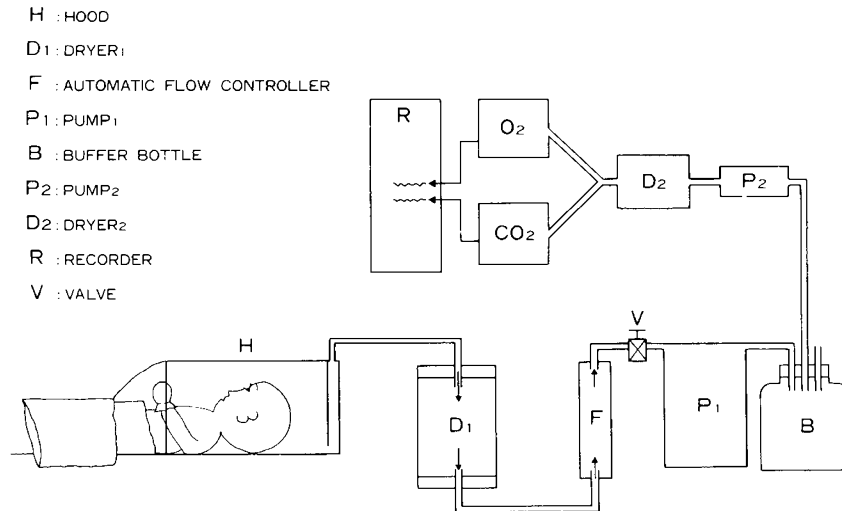 H : HOOD
D1 : DRYER1
F : AUTOMATIC FLOW CONTROLLER
P1 : PUMP1
B : BUFFER BOTTLE
P2 : PUMP2
D2 : DRYER2
R : RECORDER
V : VALVE
R
O2
CO2
D2
P2
H
D1
F
V
P1
B